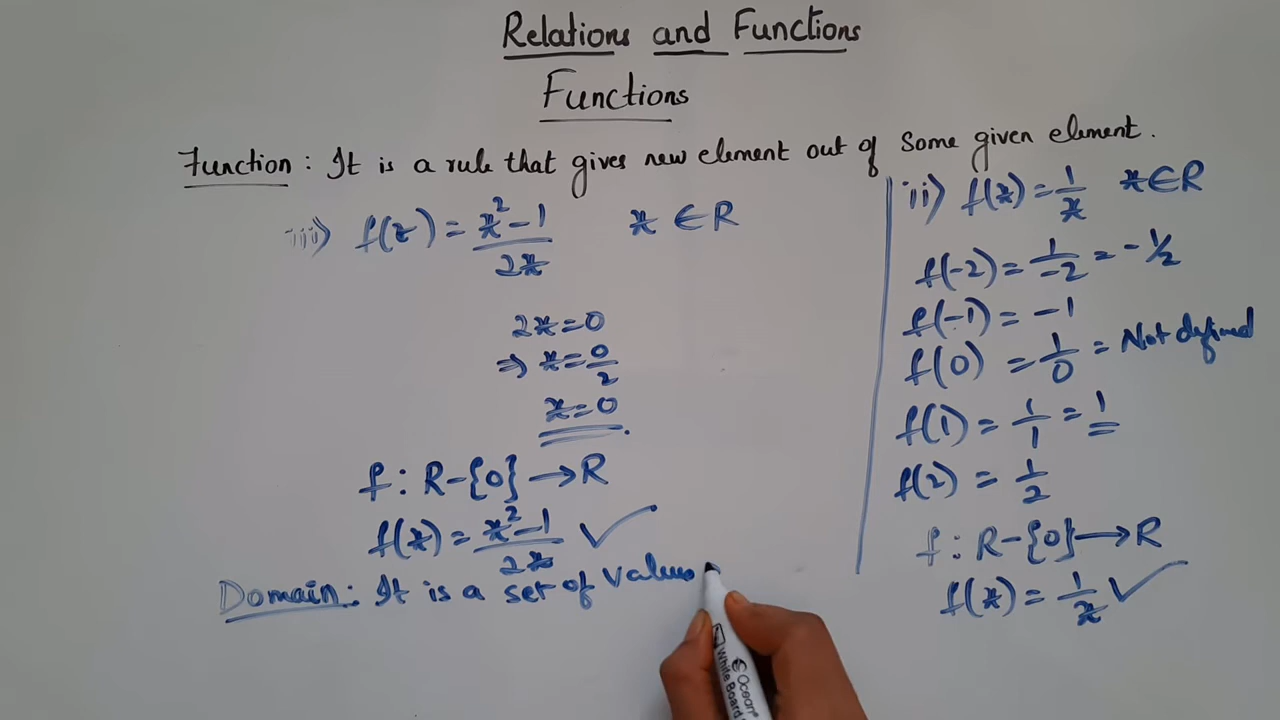 Relations and Functions
Functions
Function : It is a rule that gives new element out of some given element.
iii) f(x) = x²-1/2x x ∈ R
2x = 0
⇒ x = 0/2
x = 0.
f : R-{0} → R
f(x) = x²-1/2x ✓
Domain : It is a set of values
ii) f(x) = 1/x x ∈ R
f(-2) = 1/-2 = -1/2
f(-1) = -1
f(0) = 1/0 = Not defined
f(1) = 1/1 = 1
f(2) = 1/2
f : R-{0} → R
f(x) = 1/x ✓
Ocean
White Board